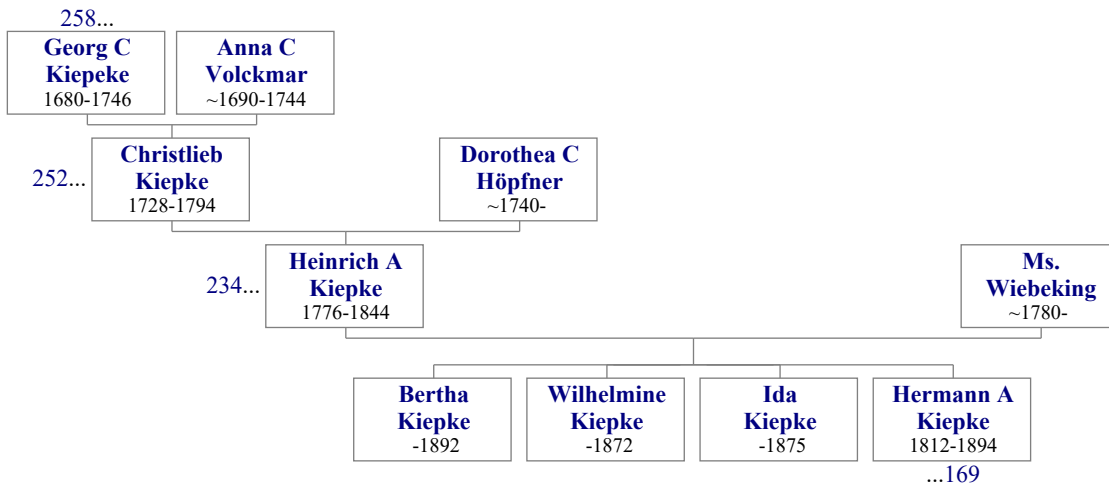 258...
Georg C
Kiepeke
1680-1746
Anna C
Volckmar
~1690-1744
252...
Christlieb
Kiepke
1728-1794
Dorothea C
Höpfner
~1740-
234...
Heinrich A
Kiepke
1776-1844
Ms.
Wiebeking
~1780-
Bertha
Kiepke
-1892
Wilhelmine
Kiepke
-1872
Ida
Kiepke
-1875
Hermann A
Kiepke
1812-1894
...169